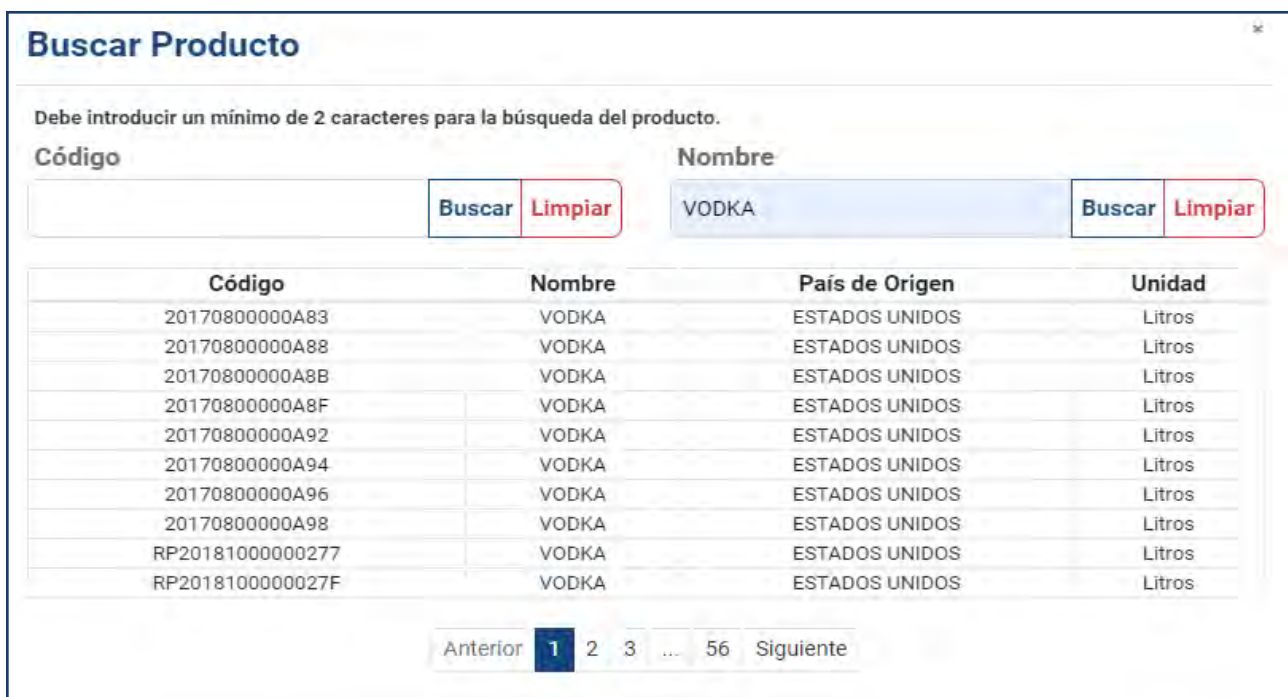 Buscar Producto
×
Debe introducir un mínimo de 2 caracteres para la búsqueda del producto.
Código Nombre
Buscar Limpiar VODKA Buscar Limpiar
Código Nombre País de Origen Unidad
20170800000A83 VODKA ESTADOS UNIDOS Litros
20170800000A88 VODKA ESTADOS UNIDOS Litros
20170800000A8B VODKA ESTADOS UNIDOS Litros
20170800000A8F VODKA ESTADOS UNIDOS Litros
20170800000A92 VODKA ESTADOS UNIDOS Litros
20170800000A94 VODKA ESTADOS UNIDOS Litros
20170800000A96 VODKA ESTADOS UNIDOS Litros
20170800000A98 VODKA ESTADOS UNIDOS Litros
RP20181000000277 VODKA ESTADOS UNIDOS Litros
RP2018100000027F VODKA ESTADOS UNIDOS Litros
Anterior 1 2 3 ... 56 Siguiente